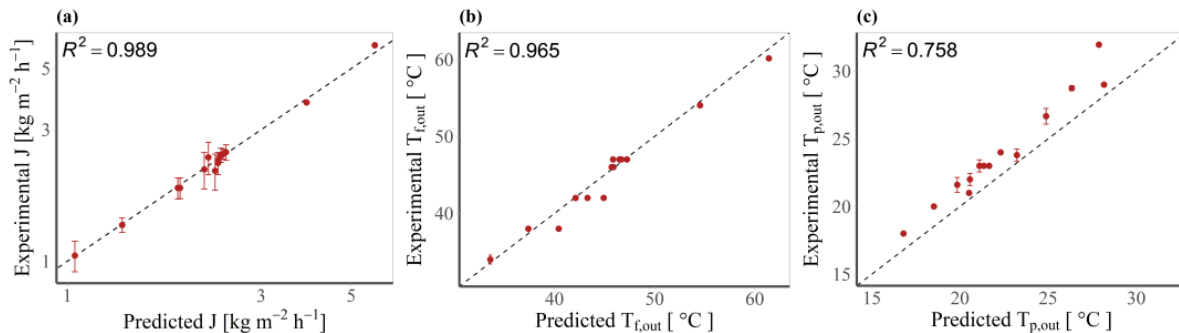 (a)
R² = 0.989
Experimental J [kg m⁻² h⁻¹]
5
3
1
1
3
5
Predicted J [kg m⁻² h⁻¹]
(b)
R² = 0.965
Experimental T_f,out [ °C]
60
50
40
40
50
60
Predicted T_f,out [ °C]
(c)
R² = 0.758
Experimental T_p,out [ °C]
30
25
20
15
15
20
25
30
Predicted T_p,out [ °C]